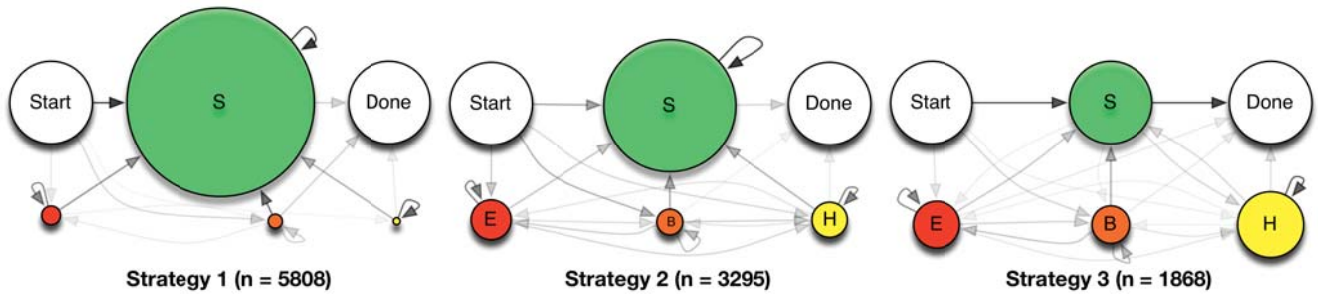 Start
S
Done
Strategy 1 (n = 5808)
Start
S
Done
E
B
H
Strategy 2 (n = 3295)
Start
S
Done
E
B
H
Strategy 3 (n = 1868)